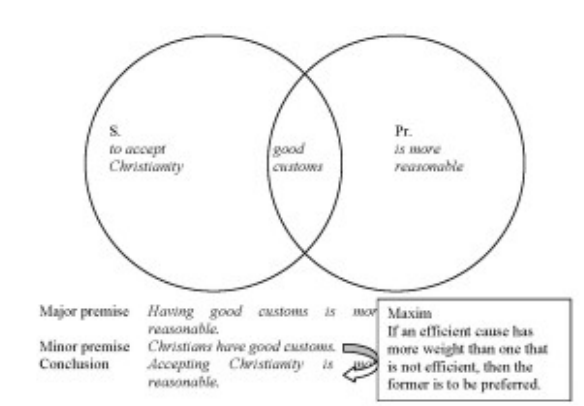 S.
to accept
Christianity
good
customs
Pr.
is more
reasonable
Major premise Having good customs is mor
reasonable.
Minor premise Christians have good customs.
Conclusion Accepting Christianity is
reasonable.
Maxim
If an efficient cause has
more weight than one that
is not efficient, then the
former is to be preferred.